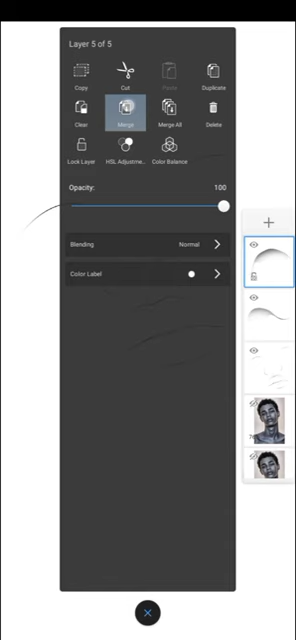 Layer 5 of 5
Copy Cut Paste Duplicate
Clear Merge Merge All Delete
Lock Layer HSL Adjustme... Color Balance
Opacity: 100
Blending Normal
Color Label